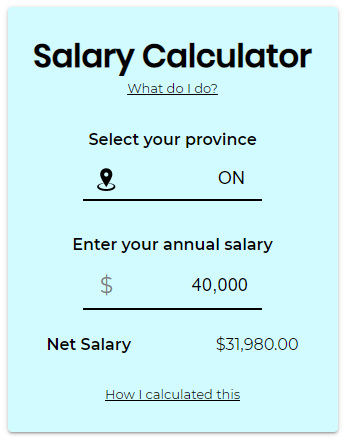 Salary Calculator
What do I do?
Select your province
ON
Enter your annual salary
$ 40,000
Net Salary $31,980.00
How I calculated this